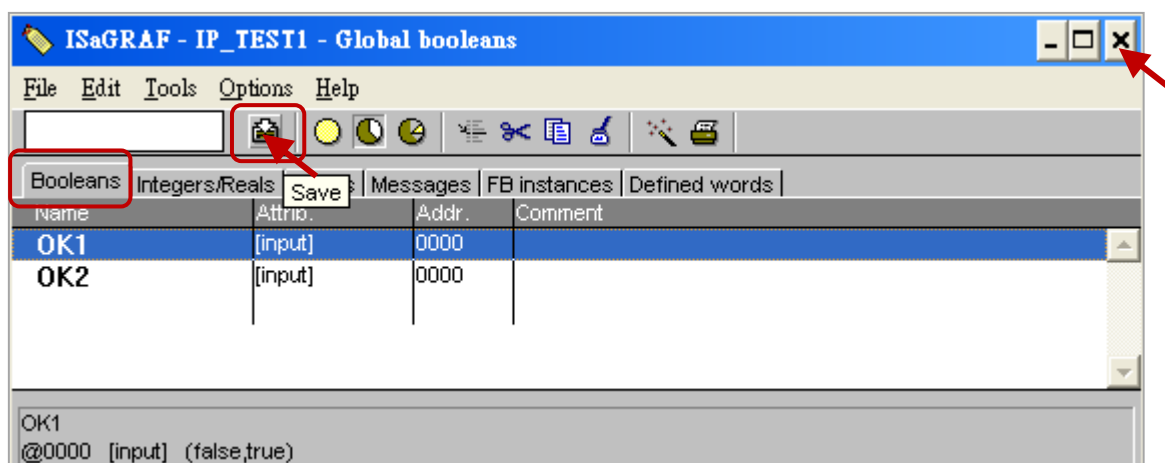 ISaGRAF - IP_TEST1 - Global booleans
File Edit Tools Options Help
Booleans Integers/Reals Save Messages FB instances Defined words
Name Attrib. Addr. Comment
OK1 [input] 0000
OK2 [input] 0000
OK1
@0000 [input] (false,true)